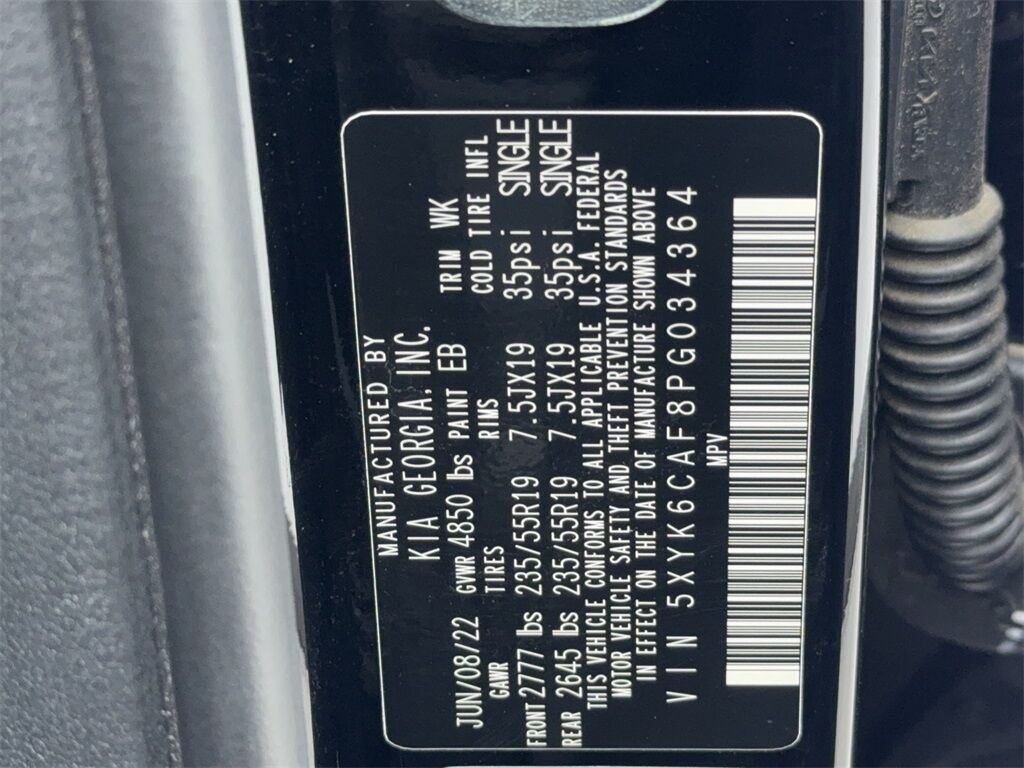 MANUFACTURED BY
KIA GEORGIA. INC.
JUN/08/22 GVWR 4850 lbs PAINT EB TRIM WK
GAWR TIRES RIMS COLD TIRE INFL
FRONT 2777 lbs 235/55R19 7.5JX19 35psi SINGLE
REAR 2645 lbs 235/55R19 7.5JX19 35psi SINGLE
THIS VEHICLE CONFORMS TO ALL APPLICABLE U.S.A. FEDERAL
MOTOR VEHICLE SAFETY AND THEFT PREVENTION STANDARDS
IN EFFECT ON THE DATE OF MANUFACTURE SHOWN ABOVE
VIN 5XYK6CAF8PG034364
MPV